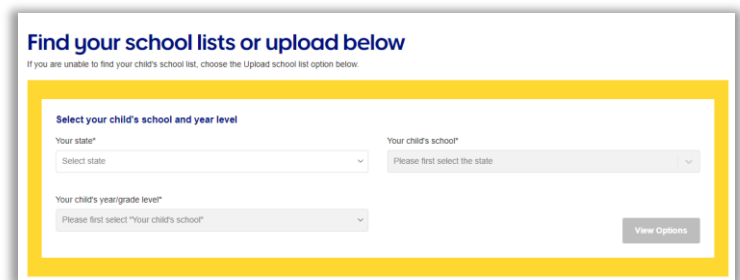 Find your school lists or upload below
If you are unable to find your child's school list, choose the Upload school list option below.
Select your child's school and year level
Your state*
Select state
Your child's school*
Please first select the state
Your child's year/grade level*
Please first select "Your child's school"
View Options